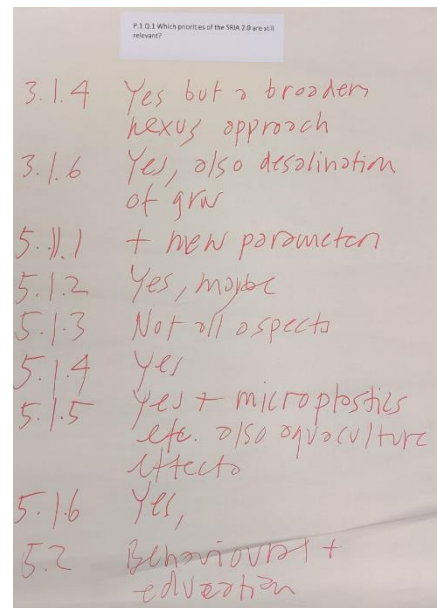 P.3 Q.1 Which priorities of the SRIA 2.0 are still
relevant?
3.1.4 Yes but a broader
nexus approach
3.1.6 Yes, also desalination
of grw
5.1.1 + new parameters
5.1.2 Yes, maybe
5.1.3 Not all aspects
5.1.4 Yes
5.1.5 Yes + microplastics
etc. also aquaculture
effects
5.1.6 Yes,
5.2 Behavioural +
education